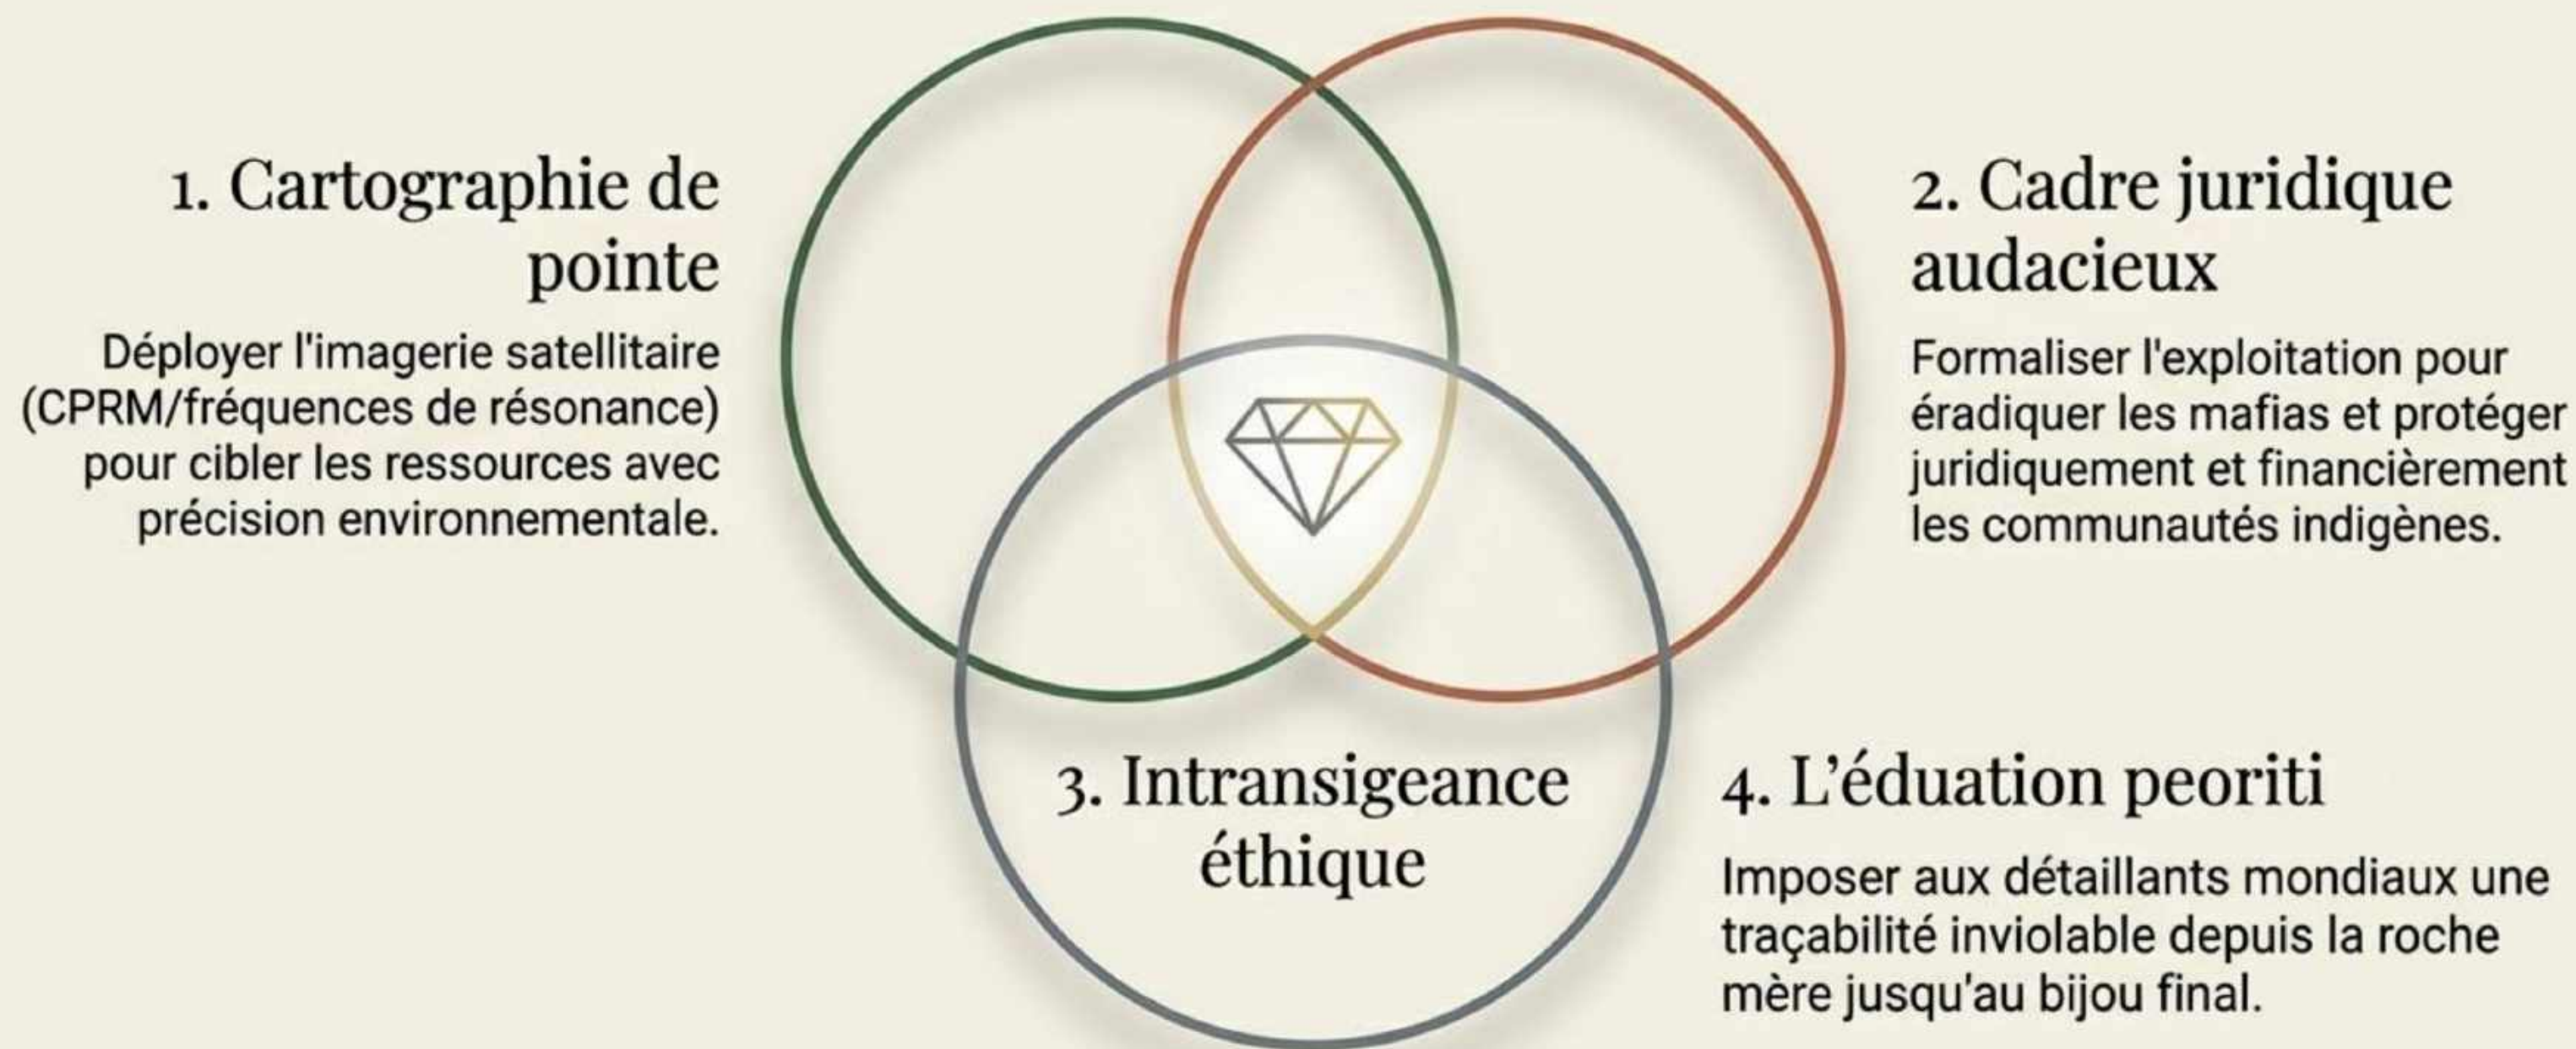 1. Cartographie de
pointe
Déployer l'imagerie satellitaire
(CPRM/fréquences de résonance)
pour cibler les ressources avec
précision environnementale.
2. Cadre juridique
audacieux
Formaliser l'exploitation pour
éradiquer les mafias et protéger
juridiquement et financièrement
les communautés indigènes.
3. Intransigeance
éthique
4. L’éduation peoriti
Imposer aux détaillants mondiaux une
traçabilité inviolable depuis la roche
mère jusqu'au bijou final.